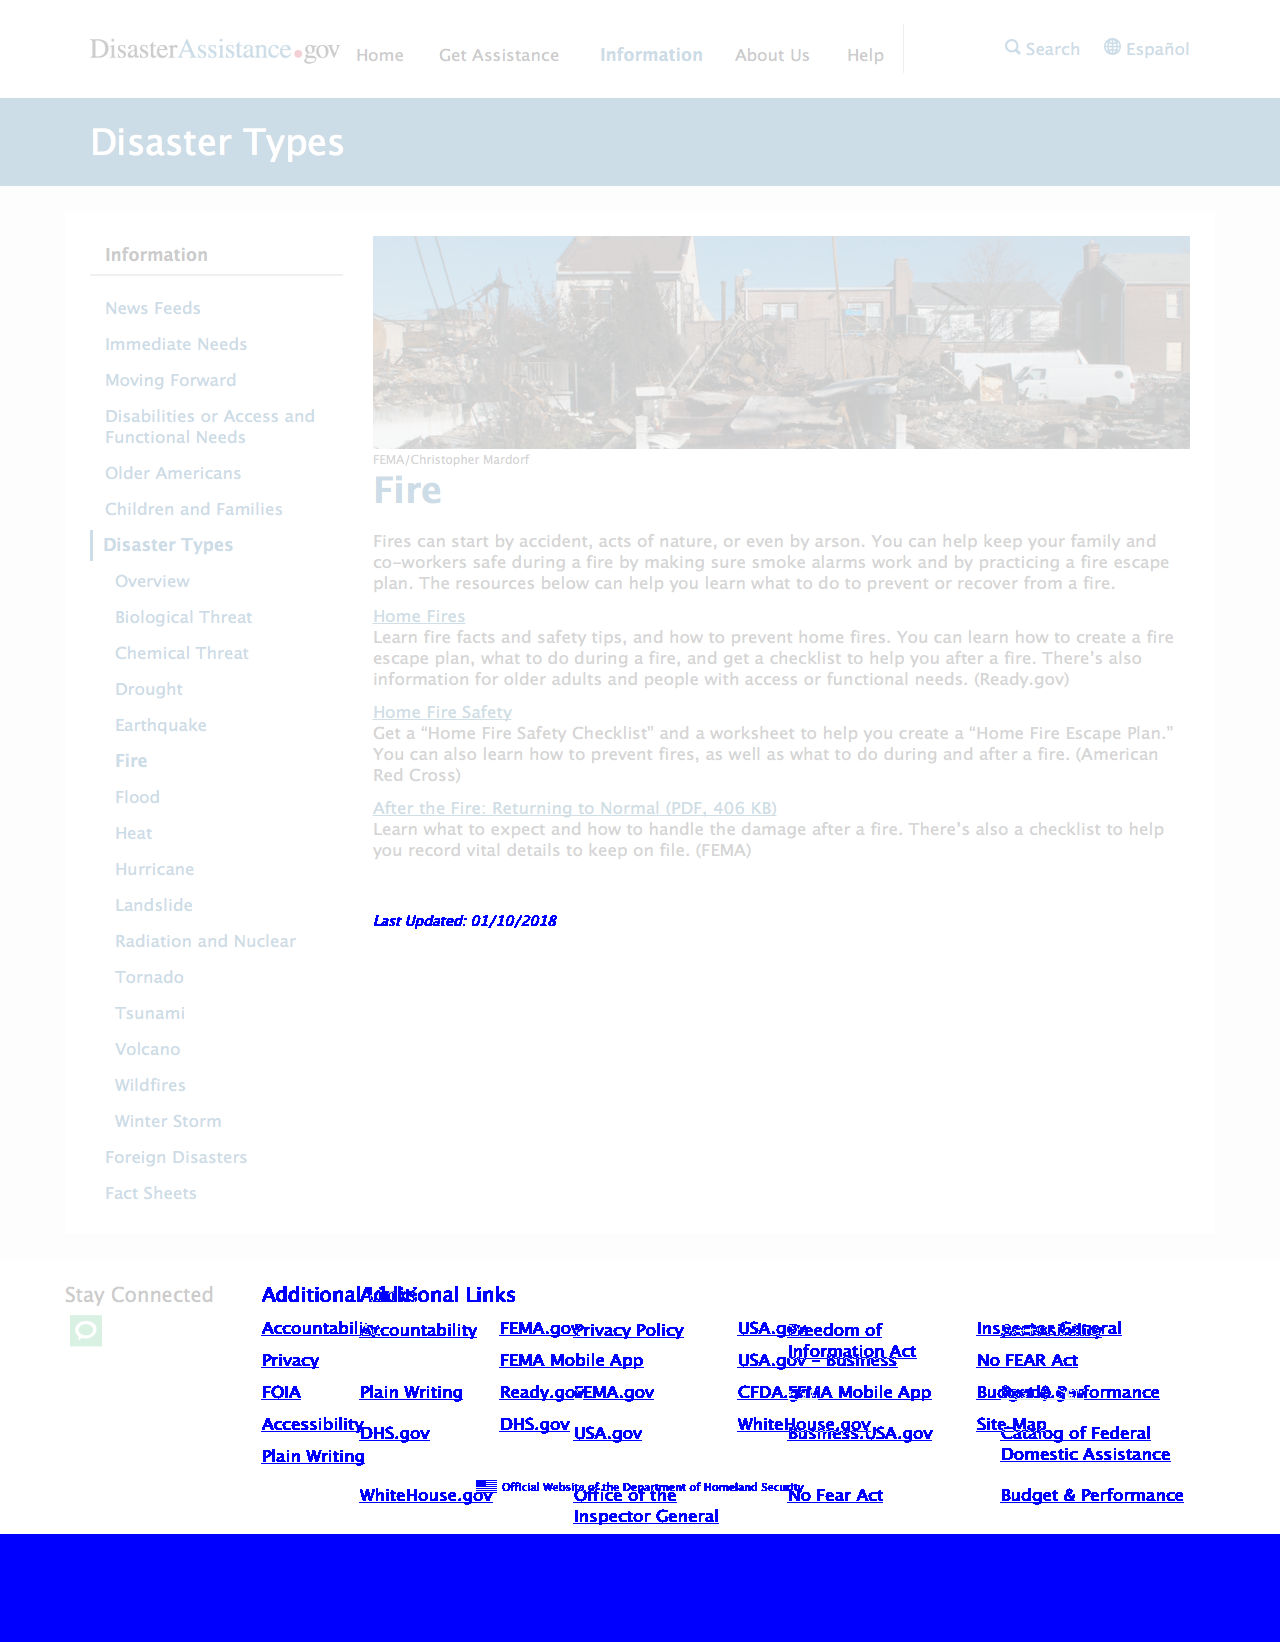 DisasterAssistance.gov Home Get Assistance Information About Us Help Search Español
Disaster Types
Information
News Feeds
Immediate Needs
Moving Forward
Disabilities or Access and
Functional Needs
Older Americans
Children and Families
Disaster Types
Overview
Biological Threat
Chemical Threat
Drought
Earthquake
Fire
Flood
Heat
Hurricane
Landslide
Radiation and Nuclear
Tornado
Tsunami
Volcano
Wildfires
Winter Storm
Foreign Disasters
Fact Sheets
FEMA/Christopher Mardorf
Fire
Fires can start by accident, acts of nature, or even by arson. You can help keep your family and
co-workers safe during a fire by making sure smoke alarms work and by practicing a fire escape
plan. The resources below can help you learn what to do to prevent or recover from a fire.
Home Fires
Learn fire facts and safety tips, and how to prevent home fires. You can learn how to create a fire
escape plan, what to do during a fire, and get a checklist to help you after a fire. There's also
information for older adults and people with access or functional needs. (Ready.gov)
Home Fire Safety
Get a “Home Fire Safety Checklist” and a worksheet to help you create a “Home Fire Escape Plan.”
You can also learn how to prevent fires, as well as what to do during and after a fire. (American
Red Cross)
After the Fire: Returning to Normal (PDF, 406 KB)
Learn what to expect and how to handle the damage after a fire. There's also a checklist to help
you record vital details to keep on file. (FEMA)
Last Updated: 01/10/2018
Stay Connected
Additional Links
Additional Links
Accountability Accountability FEMA.gov Privacy Policy USA.gov Freedom of Inspector General
Information Act
Privacy FEMA Mobile App USA.gov - Business No FEAR Act
FOIA Plain Writing Ready.gov FEMA.gov CFDA.gov FEMA Mobile App Budget & Performance
Accessibility DHS.gov DHS.gov USA.gov WhiteHouse.gov Business.USA.gov Site Map Catalog of Federal
Domestic Assistance
Plain Writing
Official Website of the Department of Homeland Security
WhiteHouse.gov Office of the No Fear Act Budget & Performance
Inspector General